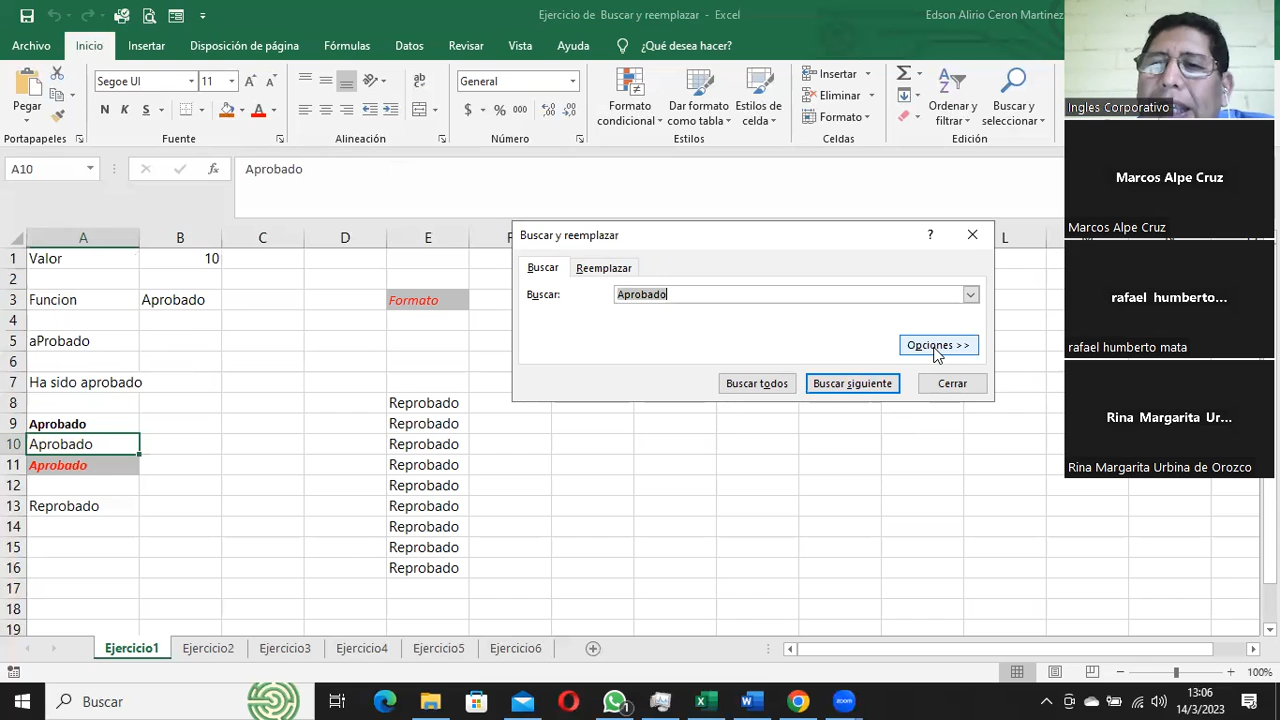 Ejercicio de Buscar y reemplazar - Excel
Edson Alirio Ceron Martinez
Archivo Inicio Insertar Disposición de página Fórmulas Datos Revisar Vista Ayuda ¿Qué desea hacer?
Pegar
Segoe UI 11
N K S
General
$ % 000
Formato condicional
Dar formato como tabla
Estilos de celda
Insertar
Eliminar
Formato
Ordenar y filtrar
Buscar y seleccionar
Portapapeles Fuente Alineación Número Estilos Celdas Edición
A10 fx Aprobado
A B C D E F L
1 Valor 10
2
3 Funcion Aprobado Formato
4
5 aProbado
6
7 Ha sido aprobado
8 Reprobado
9 Aprobado Reprobado
10 Aprobado Reprobado
11 Aprobado Reprobado
12 Reprobado
13 Reprobado Reprobado
14 Reprobado
15 Reprobado
16 Reprobado
17
18
19
Buscar y reemplazar ?
Buscar Reemplazar
Buscar: Aprobado
Opciones >>
Buscar todos Buscar siguiente Cerrar
Ingles Corporativo
Marcos Alpe Cruz
Marcos Alpe Cruz
rafael humberto...
rafael humberto mata
Rina Margarita Ur...
Rina Margarita Urbina de Orozco
Ejercicio1 Ejercicio2 Ejercicio3 Ejercicio4 Ejercicio5 Ejercicio6
100%
Buscar
1
13:06
14/3/2023